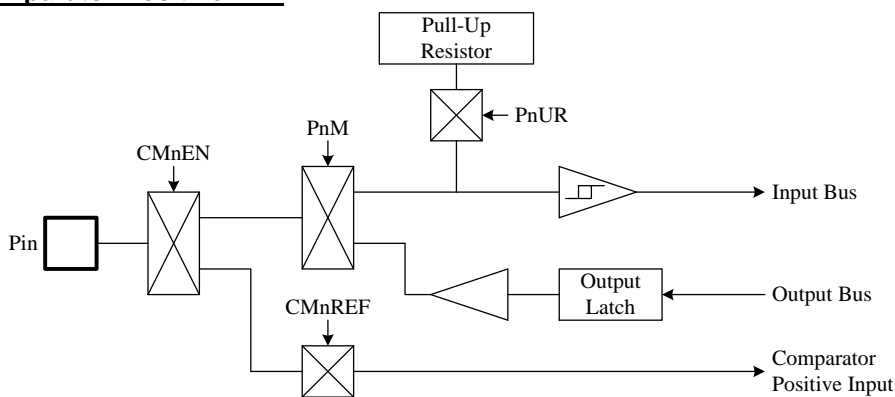 Pull-Up
Resistor
PnUR
PnM
CMnEN
Input Bus
Pin
Output
Latch
Output Bus
CMnREF
Comparator
Positive Input